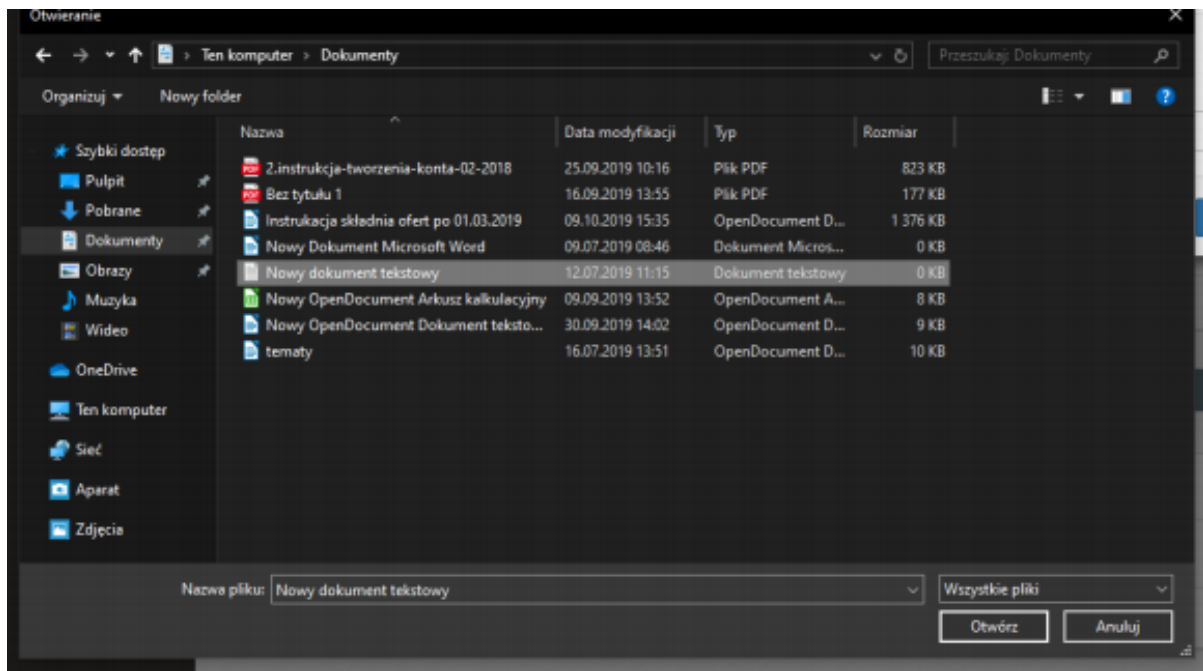 Otwieranie
Ten komputer > Dokumenty
Przeszukaj: Dokumenty
Organizuj Nowy folder
Nazwa Data modyfikacji Typ Rozmiar
Szybki dostęp
Pulpit
Pobrane
Dokumenty
Obrazy
Muzyka
Wideo
OneDrive
Ten komputer
Sieć
Aparat
Zdjęcia
2.instrukcja-tworzenia-konta-02-2018 25.09.2019 10:16 Plik PDF 823 KB
Bez tytułu 1 16.09.2019 13:55 Plik PDF 177 KB
Instrukacja składnia ofert po 01.03.2019 09.10.2019 15:35 OpenDocument D... 1 376 KB
Nowy Dokument Microsoft Word 09.07.2019 08:46 Dokument Micros... 0 KB
Nowy dokument tekstowy 12.07.2019 11:15 Dokument tekstowy 0 KB
Nowy OpenDocument Arkusz kalkulacyjny 09.09.2019 13:52 OpenDocument A... 8 KB
Nowy OpenDocument Dokument teksto... 30.09.2019 14:02 OpenDocument D... 9 KB
tematy 16.07.2019 13:51 OpenDocument D... 10 KB
Nazwa pliku: Nowy dokument tekstowy Wszystkie pliki
Otwórz Anuluj